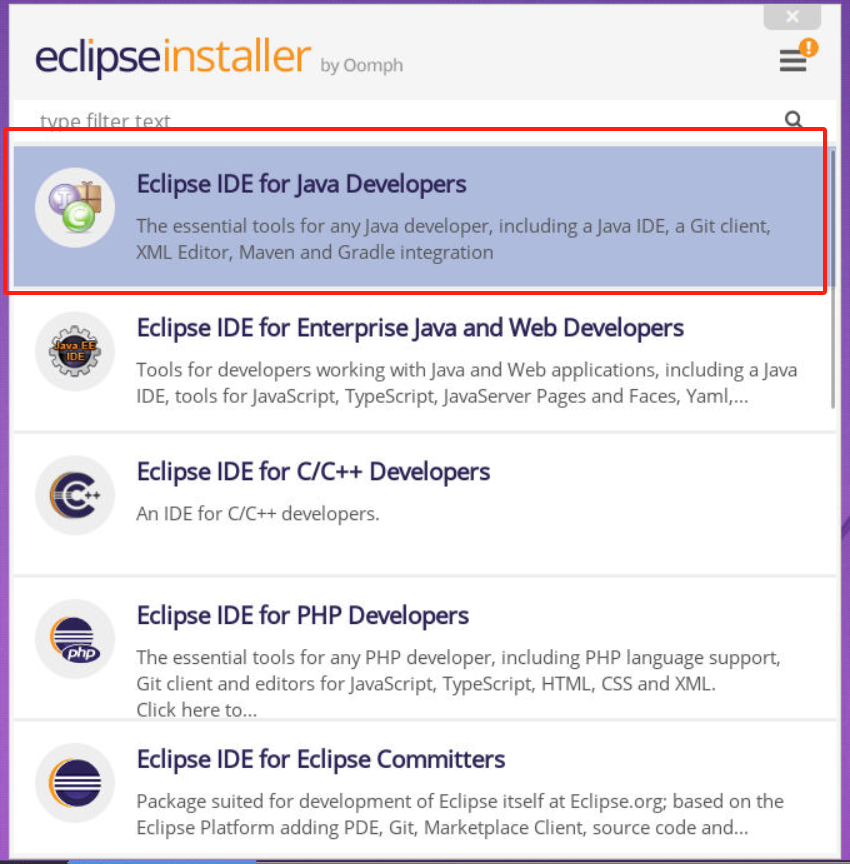 eclipseinstaller by Oomph
type filter text
Eclipse IDE for Java Developers
The essential tools for any Java developer, including a Java IDE, a Git client,
XML Editor, Maven and Gradle integration
Java EE
IDE
Eclipse IDE for Enterprise Java and Web Developers
Tools for developers working with Java and Web applications, including a Java
IDE, tools for JavaScript, TypeScript, JavaServer Pages and Faces, Yaml,...
C++
Eclipse IDE for C/C++ Developers
An IDE for C/C++ developers.
php
Eclipse IDE for PHP Developers
The essential tools for any PHP developer, including PHP language support,
Git client and editors for JavaScript, TypeScript, HTML, CSS and XML.
Click here to...
Eclipse IDE for Eclipse Committers
Package suited for development of Eclipse itself at Eclipse.org; based on the
Eclipse Platform adding PDE, Git, Marketplace Client, source code and...